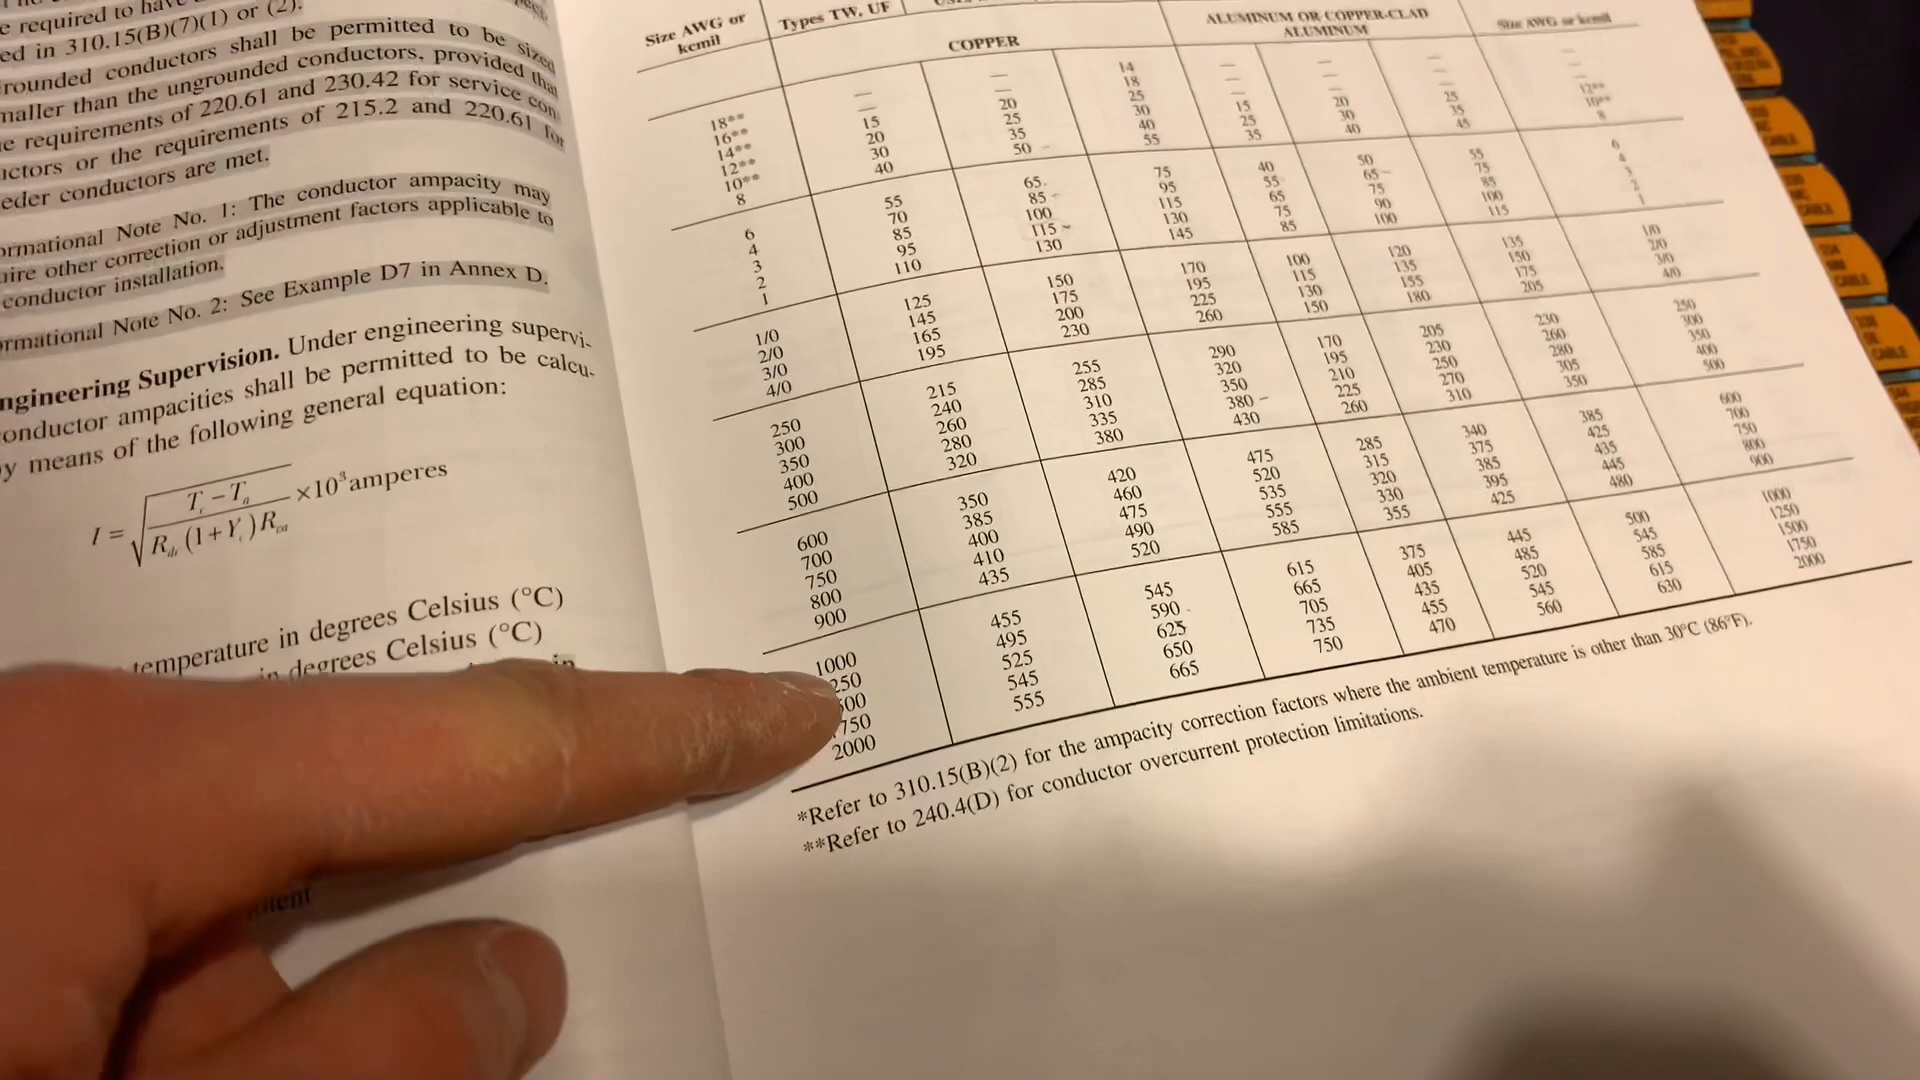 e required to have
ed in 310.15(B)(7)(1) or (2).
rounded conductors shall be permitted to be sized
maller than the ungrounded conductors, provided that
e requirements of 220.61 and 230.42 for service con-
uctors or the requirements of 215.2 and 220.61 for
eder conductors are met.
ormational Note No. 1: The conductor ampacity may
uire other correction or adjustment factors applicable to
conductor installation.
ormational Note No. 2: See Example D7 in Annex D.
ngineering Supervision. Under engineering supervi-
onductor ampacities shall be permitted to be calcu-
y means of the following general equation:
I = √ Tc − Ta / Rdc (1+Yc)Rca ×10³ amperes
temperature in degrees Celsius (°C)
in degrees Celsius (°C)
in
Size AWG or kcmil Types TW, UF ALUMINUM OR COPPER-CLAD ALUMINUM Size AWG or kcmil
COPPER
18** — — 14 — — — —
16** — — 18 — — — —
14** 15 20 25 — — — —
12** 20 25 30 15 20 25 12**
10** 30 35 40 25 30 35 10**
8 40 50 55 35 40 45 8
6 55 65 75 40 50 55 6
4 70 85 95 55 65 75 4
3 85 100 115 65 75 85 3
2 95 115 130 75 90 100 2
1 110 130 145 85 100 115 1
1/0 125 150 170 100 120 135 1/0
2/0 145 175 195 115 135 150 2/0
3/0 165 200 225 130 155 175 3/0
4/0 195 230 260 150 180 205 4/0
250 215 255 290 170 205 230 250
300 240 285 320 195 230 260 300
350 260 310 350 210 250 280 350
400 280 335 380 225 270 305 400
500 320 380 430 260 310 350 500
600 350 420 475 285 340 385 600
700 385 460 520 315 375 425 700
750 400 475 535 320 385 435 750
800 410 490 555 330 395 445 800
900 435 520 585 355 425 480 900
1000 455 545 615 375 445 500 1000
250 495 590 665 405 485 545 1250
500 525 625 705 435 520 585 1500
750 545 650 735 455 545 615 1750
2000 555 665 750 470 560 630 2000
*Refer to 310.15(B)(2) for the ampacity correction factors where the ambient temperature is other than 30°C (86°F).
**Refer to 240.4(D) for conductor overcurrent protection limitations.